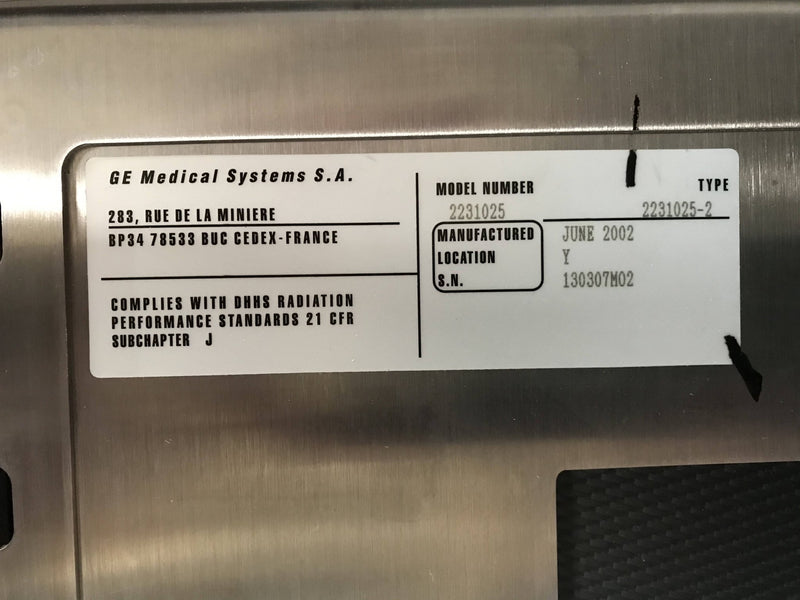 GE Medical Systems S.A.
283, RUE DE LA MINIERE
BP34 78533 BUC CEDEX-FRANCE
COMPLIES WITH DHHS RADIATION
PERFORMANCE STANDARDS 21 CFR
SUBCHAPTER J
MODEL NUMBER TYPE
2231025 2231025-2
MANUFACTURED JUNE 2002
LOCATION Y
S.N. 130307M02